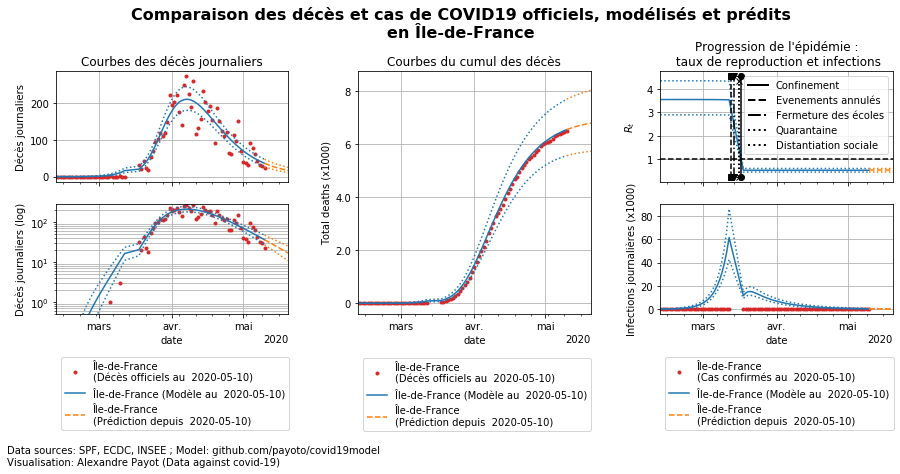 Comparaison des décès et cas de COVID19 officiels, modélisés et prédits
en Île-de-France
Courbes des décès journaliers
Décès journaliers
200
100
0
Décès journaliers (log)
10²
10¹
10⁰
mars
avr.
mai
date
2020
Île-de-France
(Décès officiels au 2020-05-10)
Île-de-France (Modèle au 2020-05-10)
Île-de-France
(Prédiction depuis 2020-05-10)
Courbes du cumul des décès
Total deaths (x1000)
8
6
4
2.0
0
mars
avr.
mai
date
2020
Île-de-France
(Décès officiels au 2020-05-10)
Île-de-France (Modèle au 2020-05-10)
Île-de-France
(Prédiction depuis 2020-05-10)
Progression de l'épidémie :
taux de reproduction et infections
Rₜ
4
3
2
1
Confinement
Evenements annulés
Fermeture des écoles
Quarantaine
Distantiation sociale
Infections journalières (x1000)
80
60
40
20
0
mars
avr.
mai
date
2020
Île-de-France
(Cas confirmés au 2020-05-10)
Île-de-France (Modèle au 2020-05-10)
Île-de-France
(Prédiction depuis 2020-05-10)
Data sources: SPF, ECDC, INSEE ; Model: github.com/payoto/covid19model
Visualisation: Alexandre Payot (Data against covid-19)